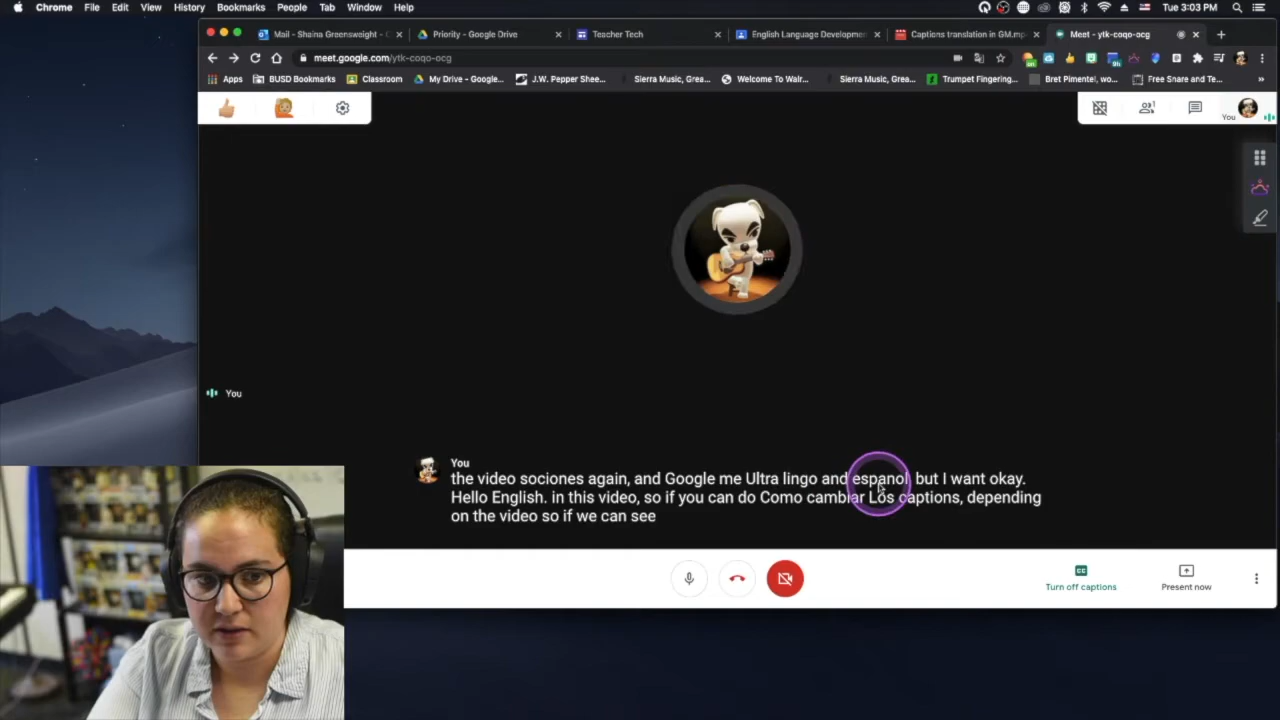 Chrome File Edit View History Bookmarks People Tab Window Help
Tue 3:03 PM
Mail - Shaina Greensweight - C
Priority - Google Drive
Teacher Tech
English Language Developmen
Captions translation in GM.mp
Meet - ytk-coqo-ocg
meet.google.com/ytk-coqo-ocg
Apps
BUSD Bookmarks
Classroom
My Drive - Google...
J.W. Pepper Shee...
Sierra Music, Grea...
Welcome To Walr...
Sierra Music, Grea...
Trumpet Fingering...
Bret Pimentel, wo...
Free Snare and Te...
You
You
You
the video sociones again, and Google me Ultra lingo and espanol, but I want okay.
Hello English. in this video, so if you can do Como cambiar Los captions, depending
on the video so if we can see
Turn off captions
Present now